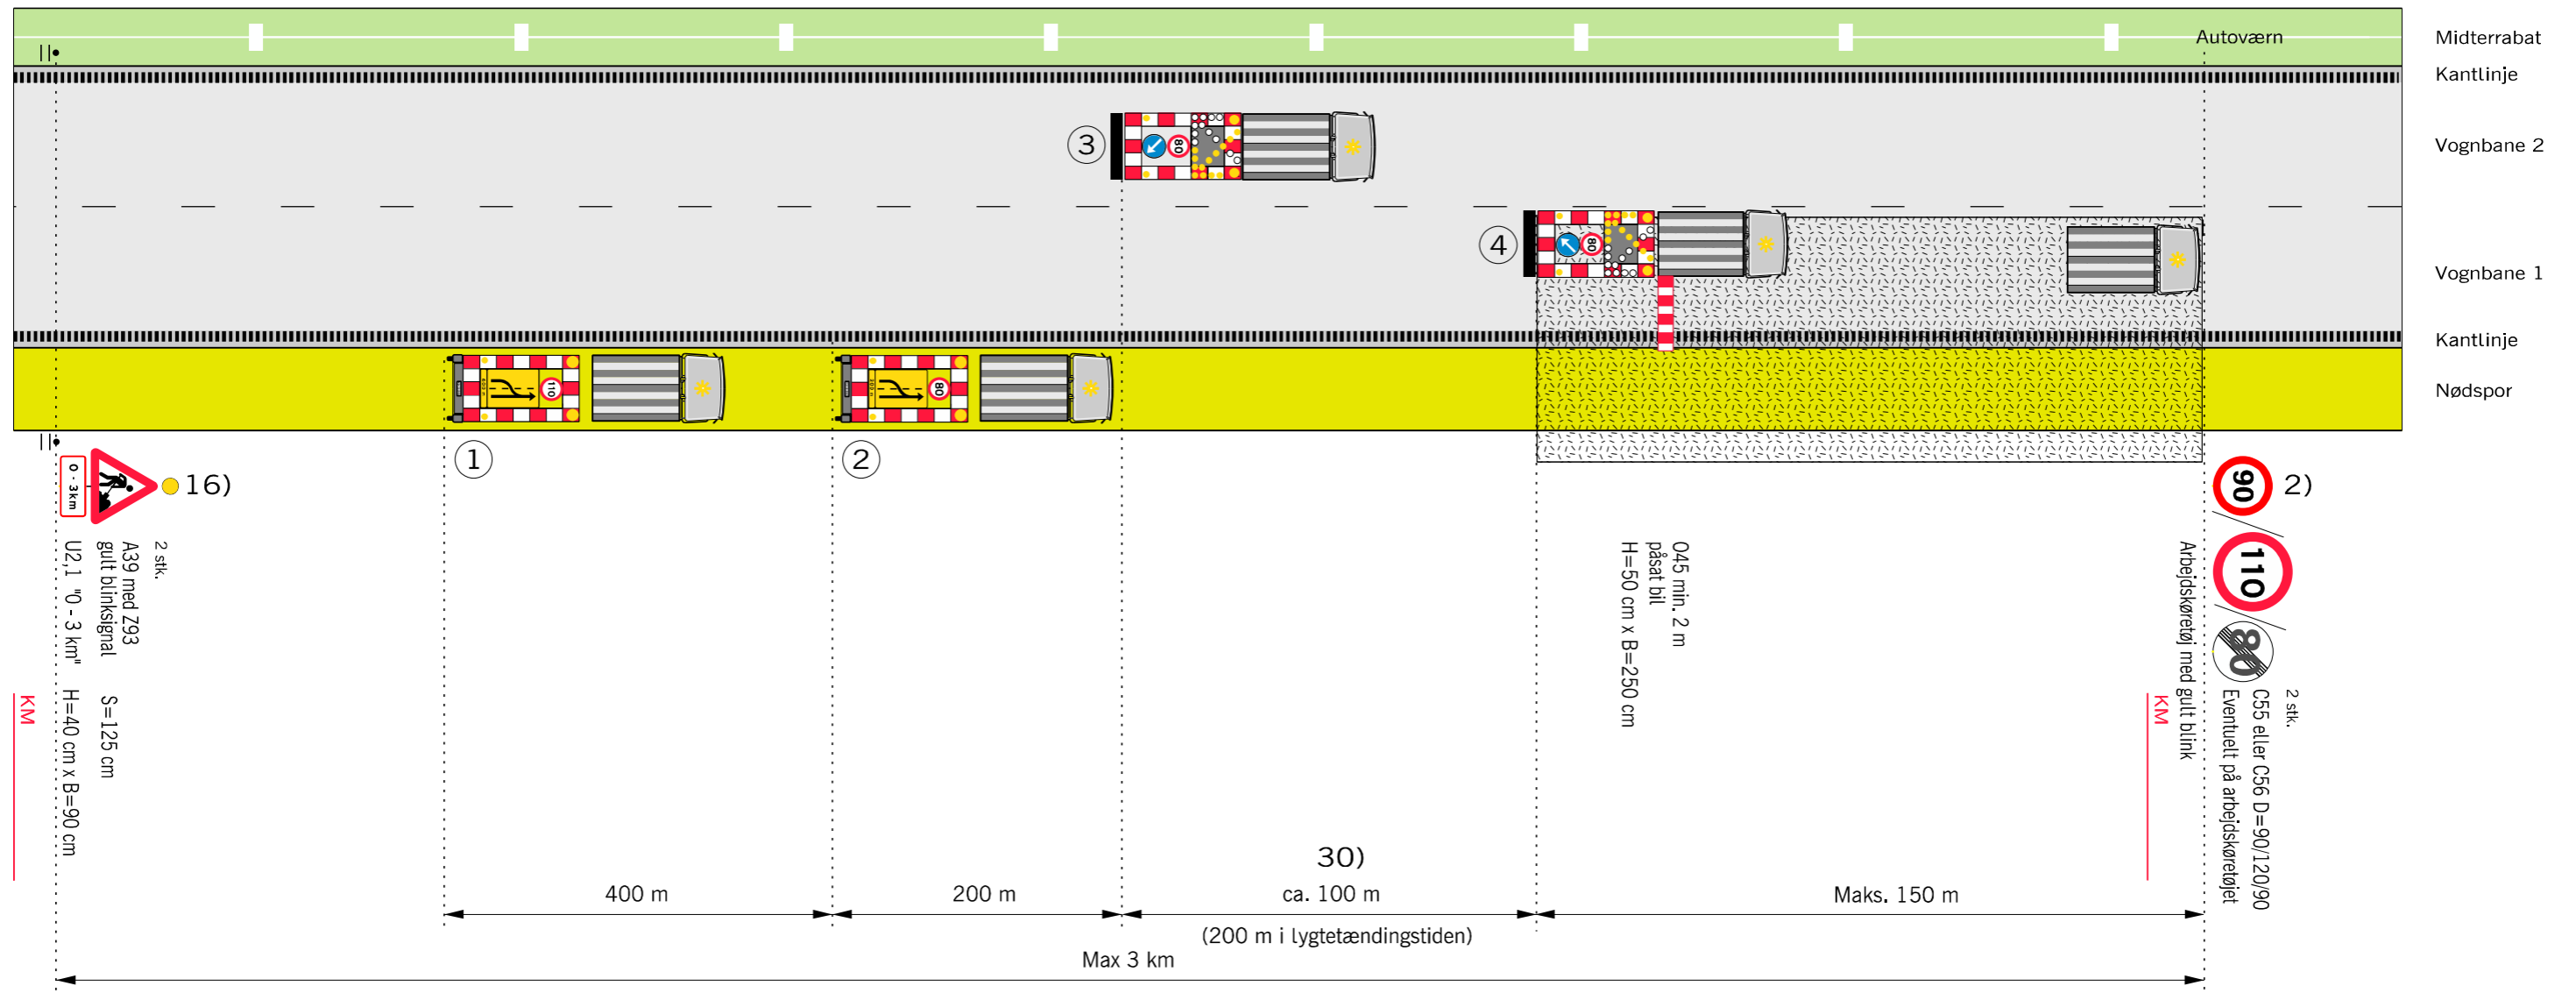 Autoværn
Midterrabat
Kantlinje
Vognbane 2
Vognbane 1
Kantlinje
Nødspor
3
80
4
80
110
80
1
2
0 - 3km
16)
2 stk.
A39 med Z93
gult blinksignal S=125 cm
U2,1 "0 - 3 km" H=40 cm x B=90 cm
KM
O45 min. 2 m
påsat bil
H=50 cm x B=250 cm
90
2)
110
80
2 stk.
C55 eller C56 D=90/120/90
Eventuelt på arbejdskøretøjet
Arbejdskøretøj med gult blink
KM
30)
400 m
200 m
ca. 100 m
Maks. 150 m
(200 m i lygtetændingstiden)
Max 3 km